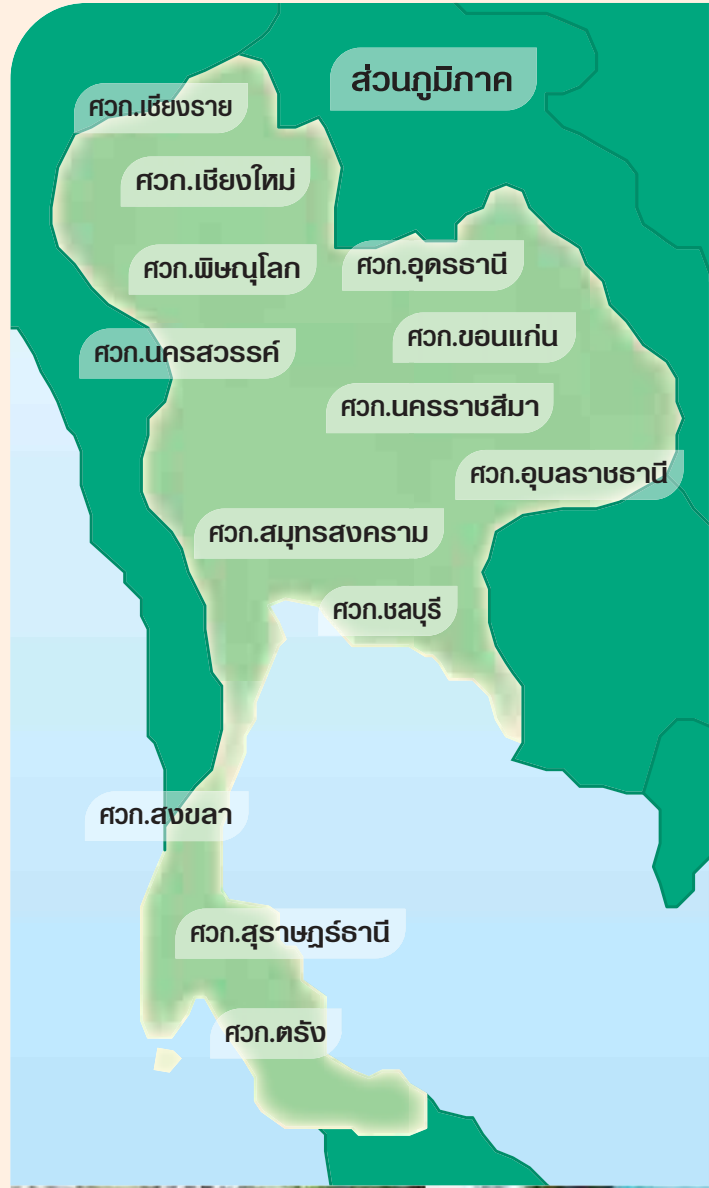 ส่วนภูมิภาค
ศวก.เชียงราย
ศวก.เชียงใหม่
ศวก.พิษณุโลก
ศวก.อุดรธานี
ศวก.ขอนแก่น
ศวก.นครสวรรค์
ศวก.นครราชสีมา
ศวก.อุบลราชธานี
ศวก.สมุทรสงคราม
ศวก.ชลบุรี
ศวก.สงขลา
ศวก.สุราษฎร์ธานี
ศวก.ตรัง